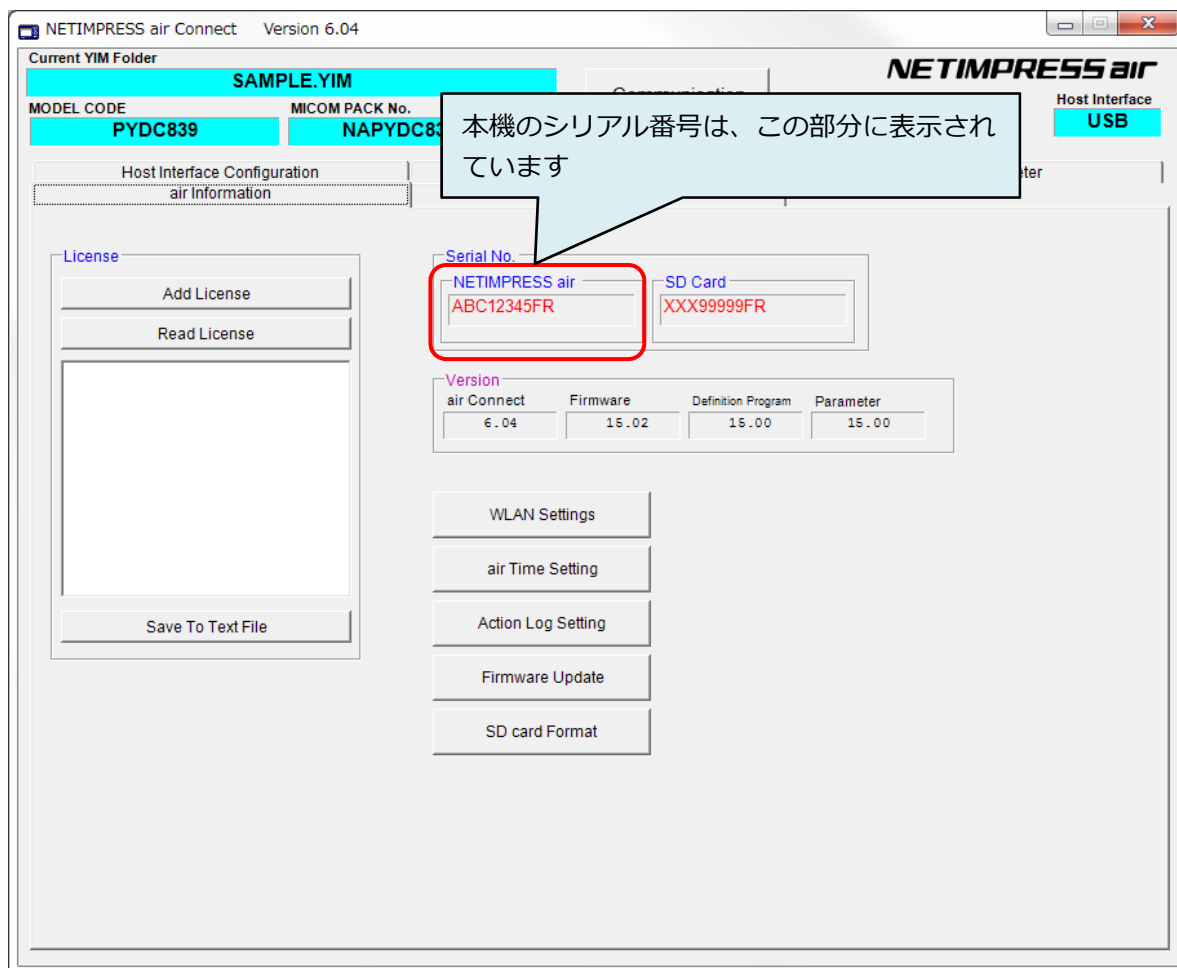 NETIMPRESS air Connect Version 6.04
Current YIM Folder
SAMPLE.YIM
NETIMPRESS air
MODEL CODE
MICOM PACK No.
Host Interface
PYDC839
USB
本機のシリアル番号は、この部分に表示され
ています
Host Interface Configuration
air Information
License
Add License
Read License
Save To Text File
Serial No.
NETIMPRESS air
SD Card
ABC12345FR
XXX99999FR
Version
air Connect
Firmware
Definition Program
Parameter
6.04
15.02
15.00
15.00
WLAN Settings
air Time Setting
Action Log Setting
Firmware Update
SD card Format